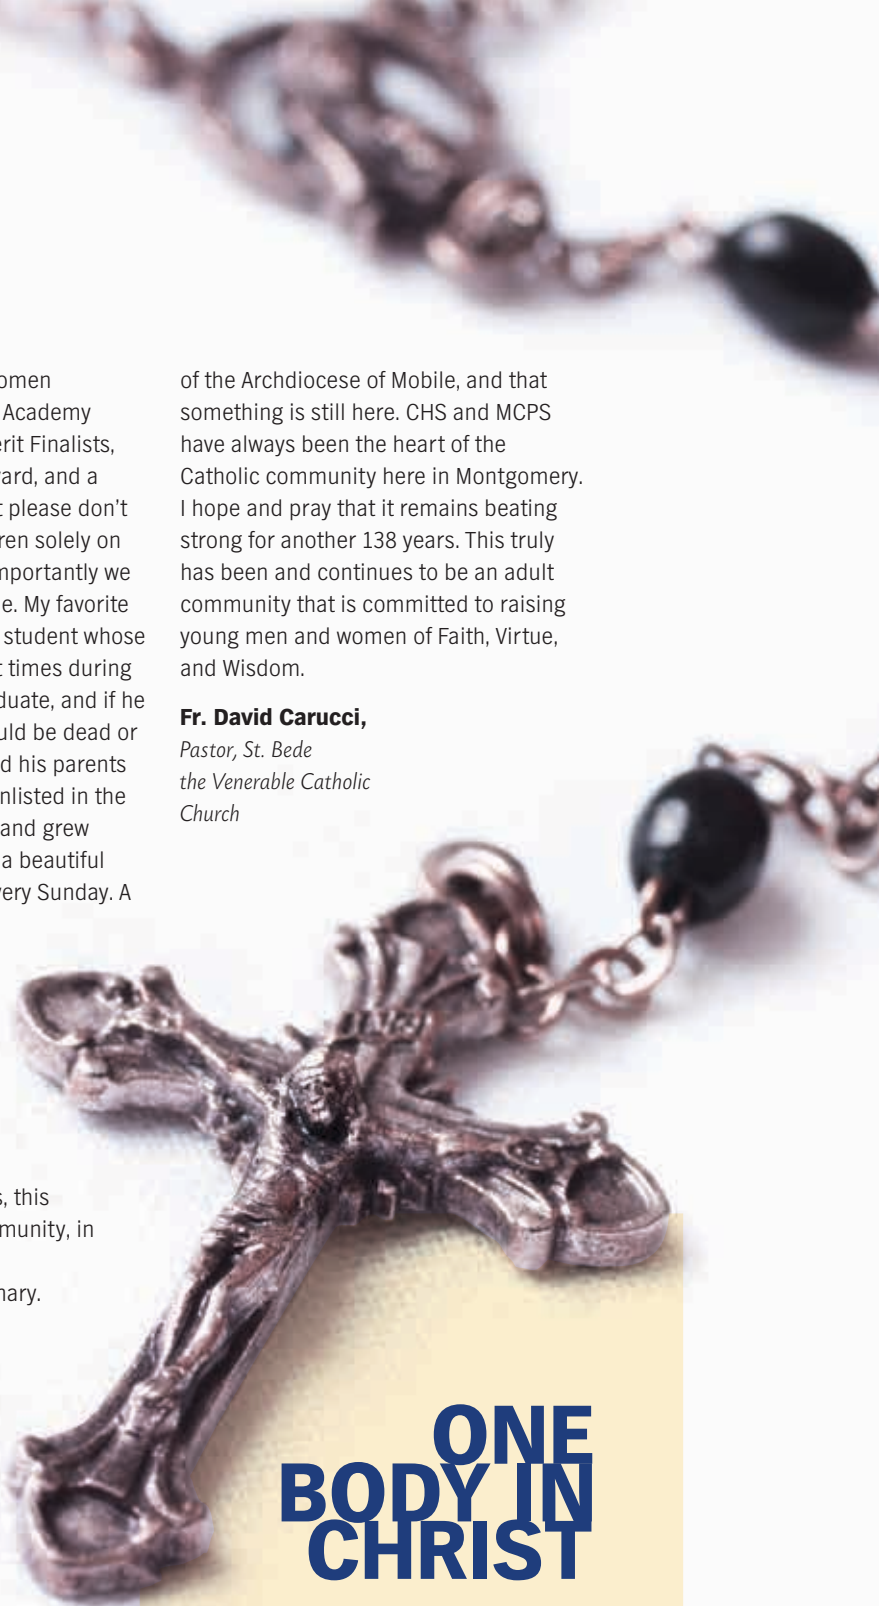 omen
Academy
erit Finalists,
ard, and a
t please don't
ren solely on
mportantly we
e. My favorite
student whose
t times during
duate, and if he
uld be dead or
d his parents
nlisted in the
and grew
a beautiful
very Sunday. A
s, this
munity, in
nary.
of the Archdiocese of Mobile, and that
something is still here. CHS and MCPS
have always been the heart of the
Catholic community here in Montgomery.
I hope and pray that it remains beating
strong for another 138 years. This truly
has been and continues to be an adult
community that is committed to raising
young men and women of Faith, Virtue,
and Wisdom.
Fr. David Carucci,
Pastor, St. Bede
the Venerable Catholic
Church
ONE
BODY IN
CHRIST